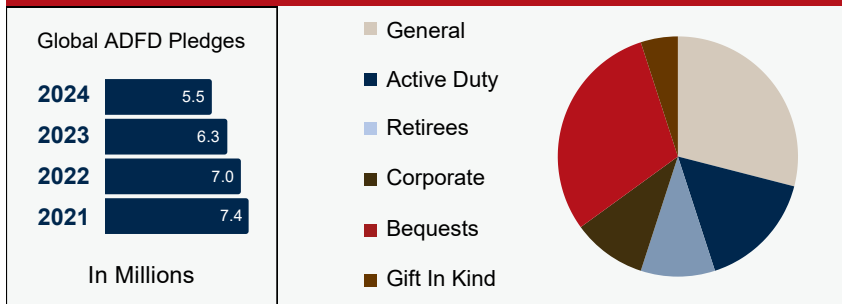 Global ADFD Pledges
2024 5.5
2023 6.3
2022 7.0
2021 7.4
In Millions
General
Active Duty
Retirees
Corporate
Bequests
Gift In Kind